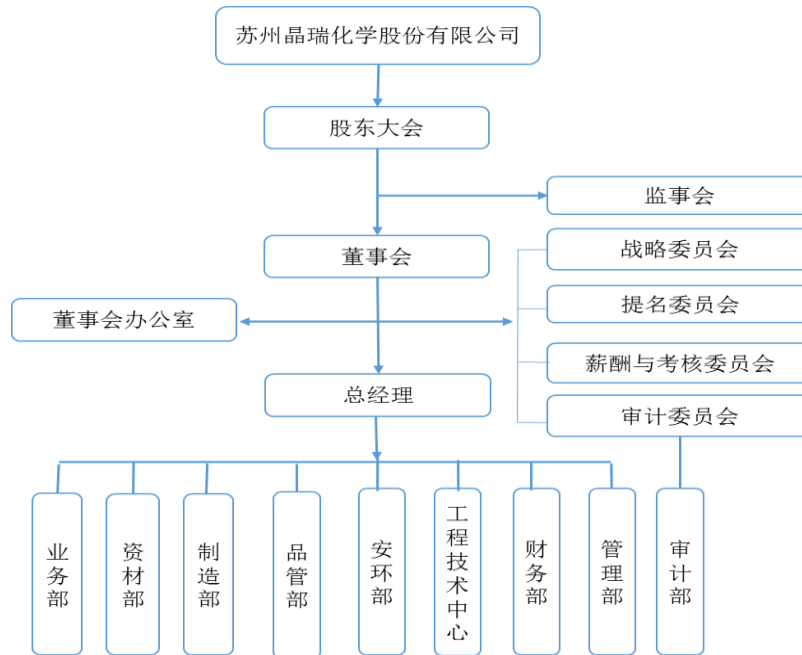 苏州晶瑞化学股份有限公司
股东大会
监事会
董事会
战略委员会
董事会办公室
提名委员会
薪酬与考核委员会
总经理
审计委员会
业务部
资材部
制造部
品管部
安环部
工程技术中心
财务部
管理部
审计部